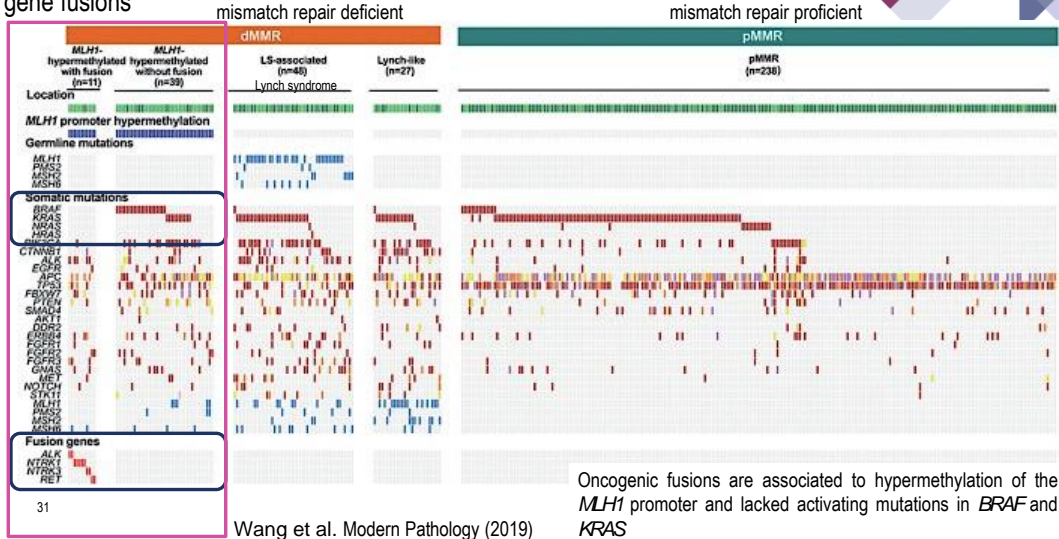 gene fusions
mismatch repair deficient
mismatch repair proficient
dMMR
pMMR
MLH1-
hypermethylated
with fusion
(n=11)
MLH1-
hypermethylated
without fusion
(n=39)
LS-associated
(n=48)
Lynch syndrome
Lynch-like
(n=27)
pMMR
(n=238)
Location
MLH1 promoter hypermethylation
Germline mutations
MLH1
PMS2
MSH2
MSH6
Somatic mutations
BRAF
KRAS
NRAS
HRAS
PIK3CA
CTNNB1
ALK
EGFR
APC
TP53
FBXW7
PTEN
SMAD4
AKT1
DDR2
ERBB4
FGFR1
FGFR2
FGFR3
GNAS
MET
NOTCH
STK11
MLH1
PMS2
MSH2
MSH6
Fusion genes
ALK
NTRK1
NTRK3
RET
31
Wang et al. Modern Pathology (2019)
Oncogenic fusions are associated to hypermethylation of the
MLH1 promoter and lacked activating mutations in BRAF and
KRAS